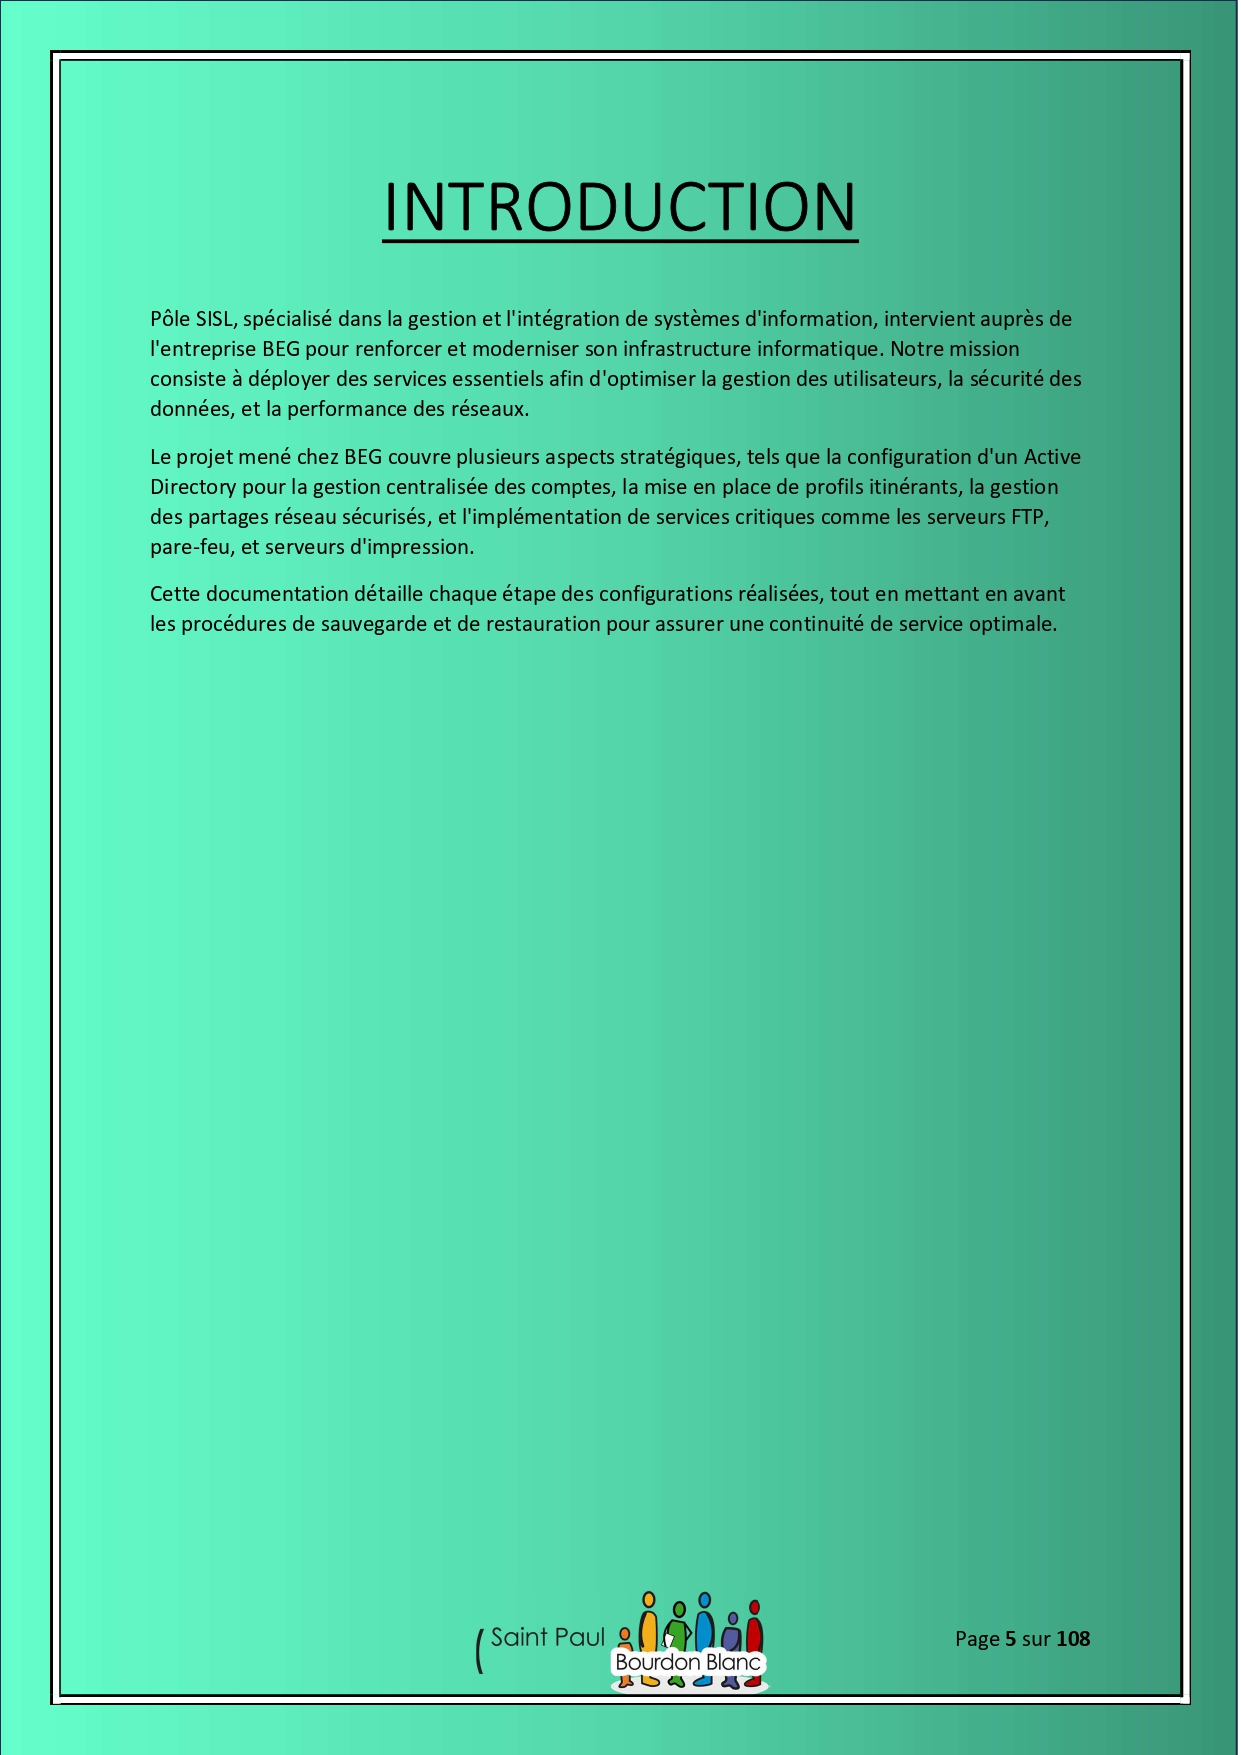 INTRODUCTION
Pôle SISL, spécialisé dans la gestion et l'intégration de systèmes d'information, intervient auprès de
l'entreprise BEG pour renforcer et moderniser son infrastructure informatique. Notre mission
consiste à déployer des services essentiels afin d'optimiser la gestion des utilisateurs, la sécurité des
données, et la performance des réseaux.
Le projet mené chez BEG couvre plusieurs aspects stratégiques, tels que la configuration d'un Active
Directory pour la gestion centralisée des comptes, la mise en place de profils itinérants, la gestion
des partages réseau sécurisés, et l'implémentation de services critiques comme les serveurs FTP,
pare-feu, et serveurs d'impression.
Cette documentation détaille chaque étape des configurations réalisées, tout en mettant en avant
les procédures de sauvegarde et de restauration pour assurer une continuité de service optimale.
( Saint Paul
Bourdon Blanc
Page 5 sur 108